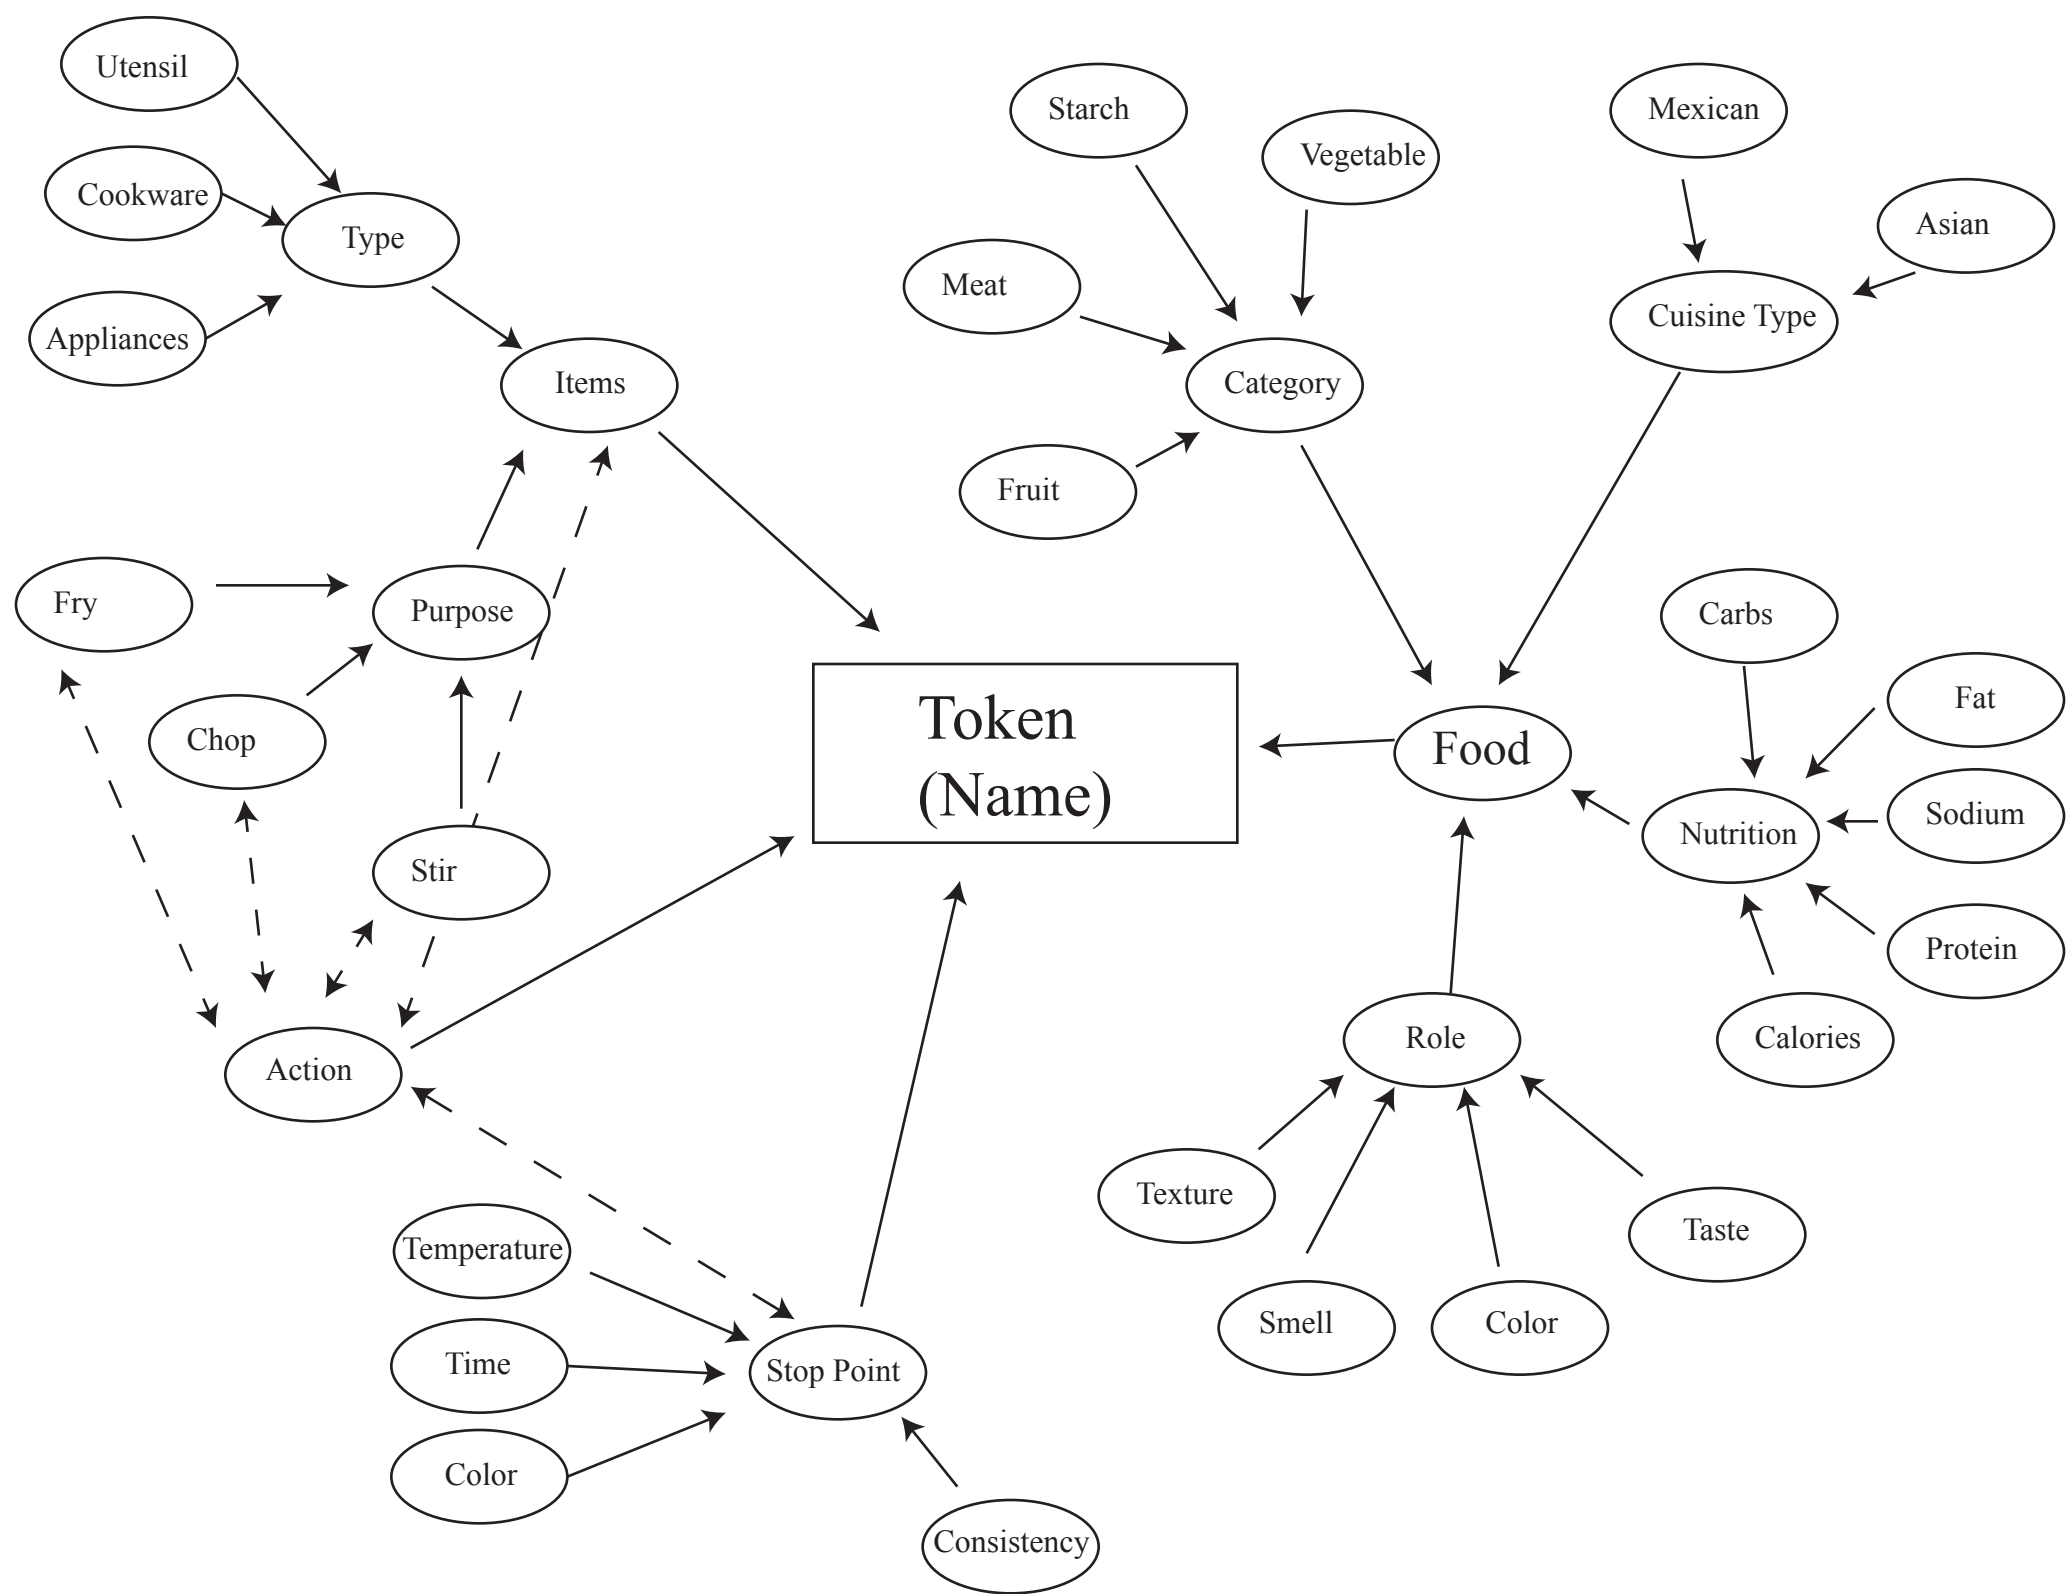 Utensil
Starch
Mexican
Vegetable
Cookware
Asian
Type
Meat
Cuisine Type
Appliances
Items
Category
Fruit
Fry
Purpose
Carbs
Fat
Chop
Token
(Name)
Food
Sodium
Nutrition
Stir
Protein
Role
Calories
Action
Texture
Taste
Temperature
Smell
Color
Time
Stop Point
Color
Consistency